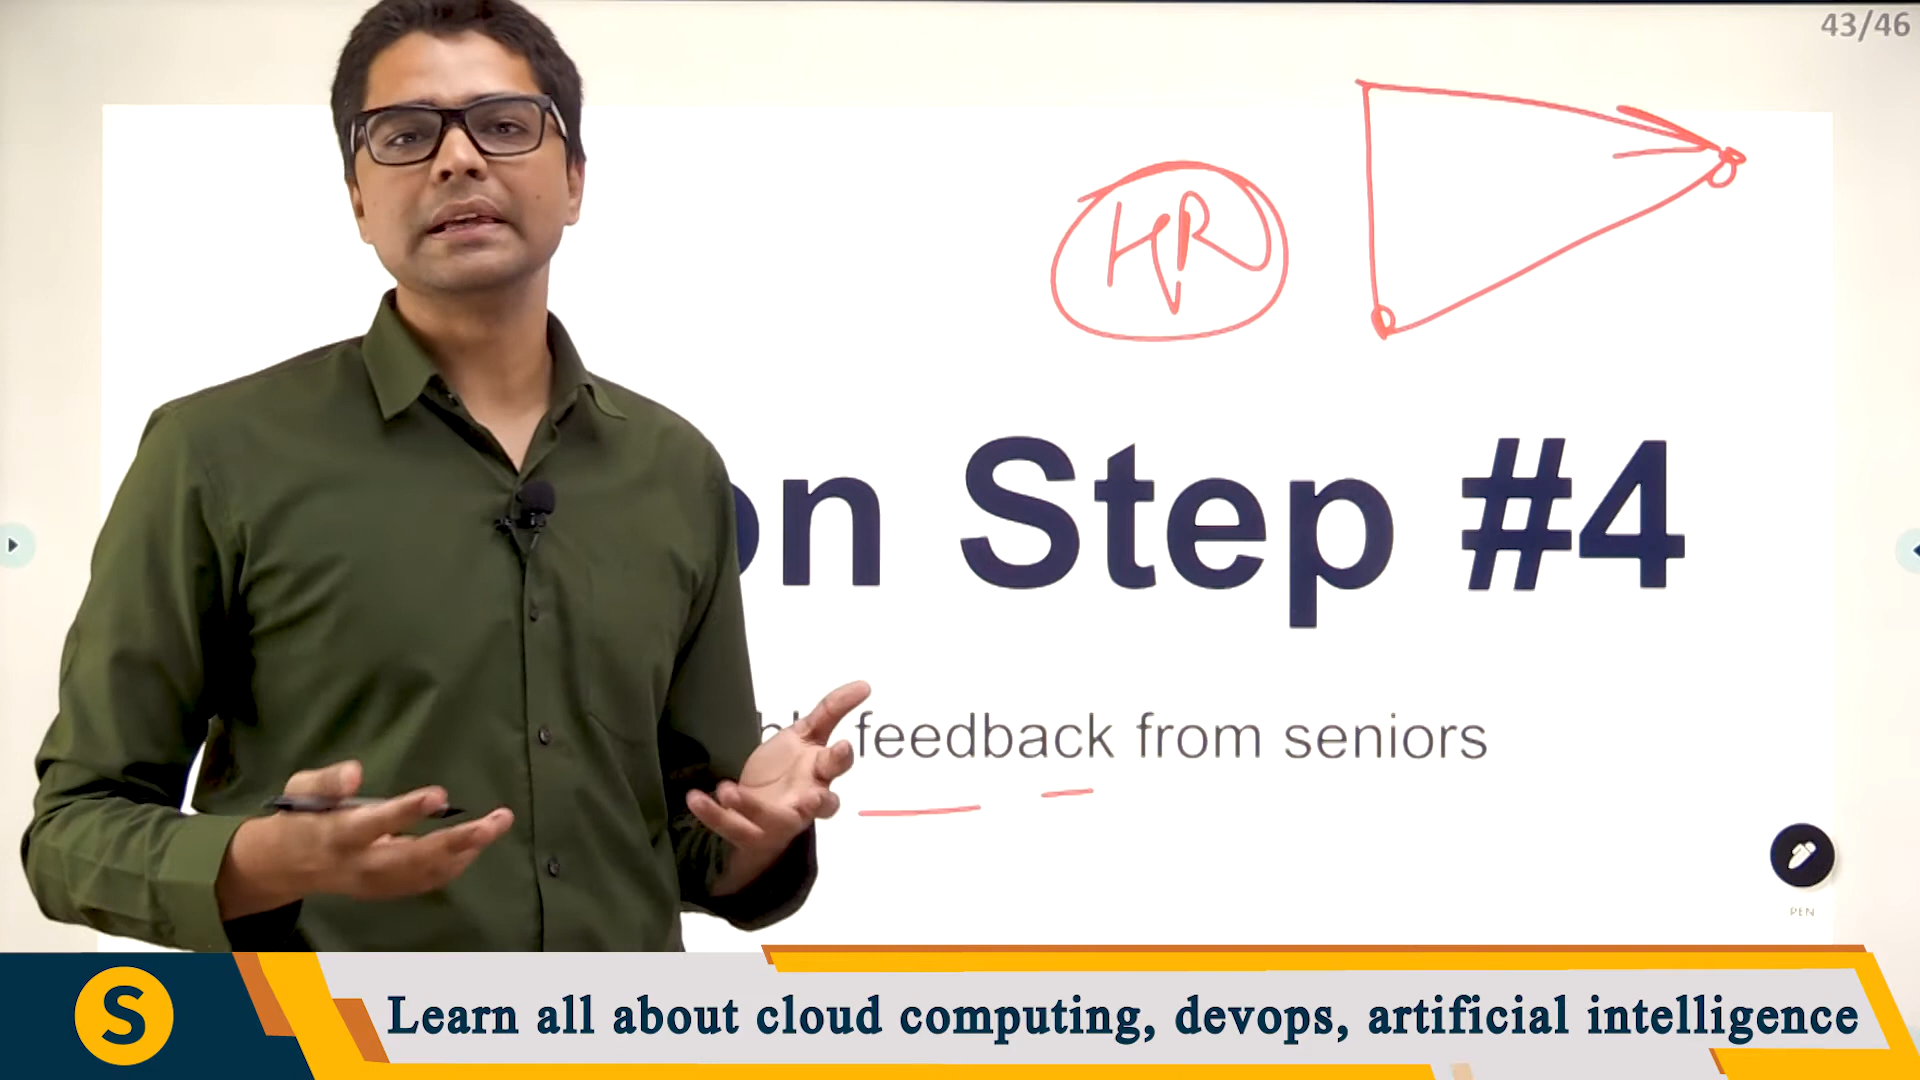 43/46
HR
on Step #4
feedback from seniors
PEN
S
Learn all about cloud computing, devops, artificial intelligence